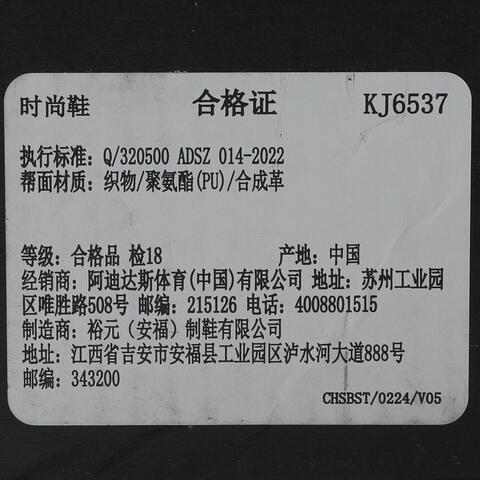 时尚鞋 合格证 KJ6537
执行标准: Q/320500 ADSZ 014-2022
帮面材质: 织物/聚氨酯(PU)/合成革
等级: 合格品 检18 产地: 中国
经销商: 阿迪达斯体育(中国)有限公司 地址: 苏州工业园
区唯胜路508号 邮编: 215126 电话: 4008801515
制造商: 裕元 (安福) 制鞋有限公司
地址: 江西省吉安市安福县工业园区泸水河大道888号
邮编: 343200
CHSBST/0224/V05